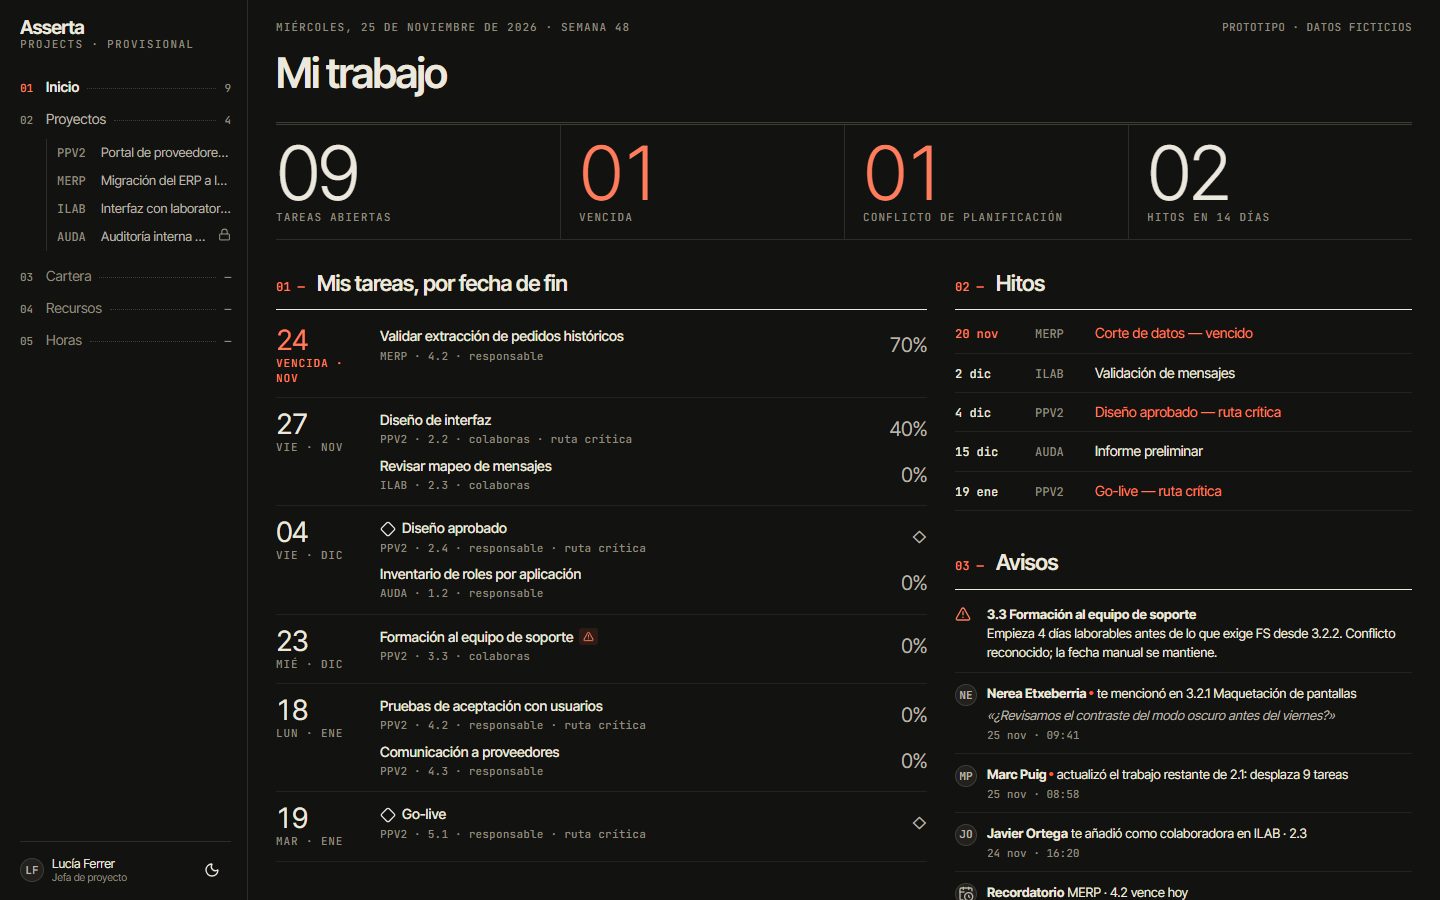 Asserta
PROJECTS · PROVISIONAL
01 Inicio 9
02 Proyectos 4
PPV2 Portal de proveedore...
MERP Migración del ERP a l...
ILAB Interfaz con laborator...
AUDA Auditoría interna ...
03 Cartera —
04 Recursos —
05 Horas —
LF Lucía Ferrer
Jefa de proyecto
MIÉRCOLES, 25 DE NOVIEMBRE DE 2026 · SEMANA 48
PROTOTIPO · DATOS FICTICIOS
Mi trabajo
09
TAREAS ABIERTAS
01
VENCIDA
01
CONFLICTO DE PLANIFICACIÓN
02
HITOS EN 14 DÍAS
01 — Mis tareas, por fecha de fin
24
VENCIDA ·
NOV
Validar extracción de pedidos históricos
MERP · 4.2 · responsable
70%
27
VIE · NOV
Diseño de interfaz
PPV2 · 2.2 · colaboras · ruta crítica
40%
Revisar mapeo de mensajes
ILAB · 2.3 · colaboras
0%
04
VIE · DIC
Diseño aprobado
PPV2 · 2.4 · responsable · ruta crítica
Inventario de roles por aplicación
AUDA · 1.2 · responsable
0%
23
MIÉ · DIC
Formación al equipo de soporte
PPV2 · 3.3 · colaboras
0%
18
LUN · ENE
Pruebas de aceptación con usuarios
PPV2 · 4.2 · responsable · ruta crítica
0%
Comunicación a proveedores
PPV2 · 4.3 · responsable
0%
19
MAR · ENE
Go-live
PPV2 · 5.1 · responsable · ruta crítica
02 — Hitos
20 nov MERP Corte de datos — vencido
2 dic ILAB Validación de mensajes
4 dic PPV2 Diseño aprobado — ruta crítica
15 dic AUDA Informe preliminar
19 ene PPV2 Go-live — ruta crítica
03 — Avisos
3.3 Formación al equipo de soporte
Empieza 4 días laborables antes de lo que exige FS desde 3.2.2. Conflicto
reconocido; la fecha manual se mantiene.
NE Nerea Etxeberria • te mencionó en 3.2.1 Maquetación de pantallas
«¿Revisamos el contraste del modo oscuro antes del viernes?»
25 nov · 09:41
MP Marc Puig • actualizó el trabajo restante de 2.1: desplaza 9 tareas
25 nov · 08:58
JO Javier Ortega te añadió como colaboradora en ILAB · 2.3
24 nov · 16:20
Recordatorio MERP · 4.2 vence hoy